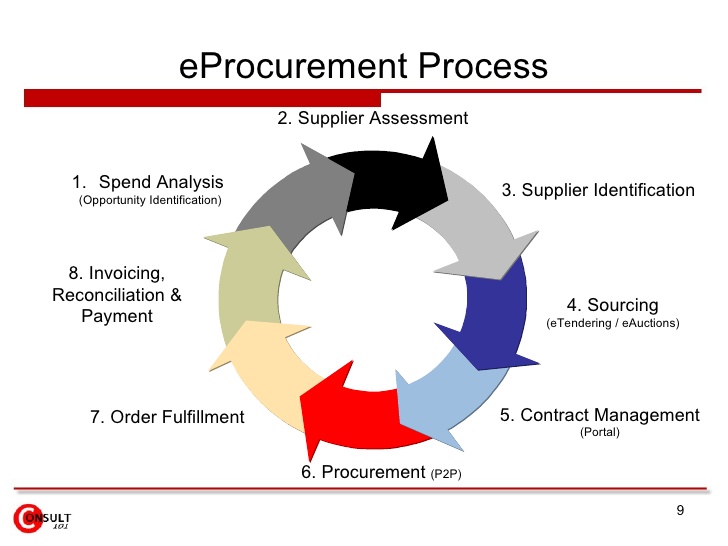 eProcurement Process
2. Supplier Assessment
1. Spend Analysis
(Opportunity Identification)
3. Supplier Identification
8. Invoicing,
Reconciliation &
Payment
4. Sourcing
(eTendering / eAuctions)
7. Order Fulfillment
5. Contract Management
(Portal)
6. Procurement (P2P)
9
CONSULT
101